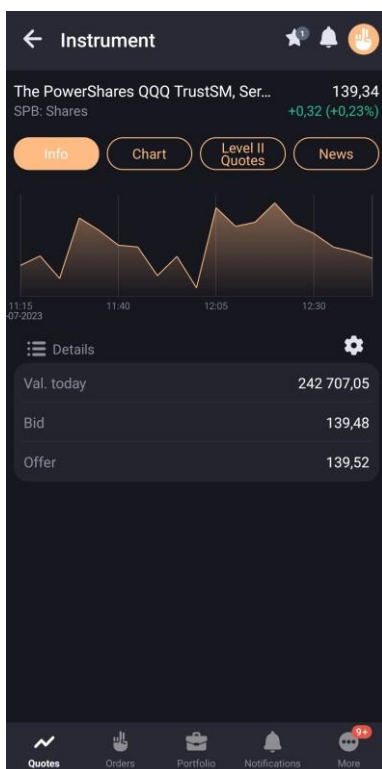 Instrument
1
The PowerShares QQQ TrustSM, Ser... 139,34
SPB: Shares +0,32 (+0,23%)
Info Chart Level II Quotes News
11:15 11:40 12:05 12:30
-07-2023
Details
Val. today 242 707,05
Bid 139,48
Offer 139,52
9+
Quotes Orders Portfolio Notifications More